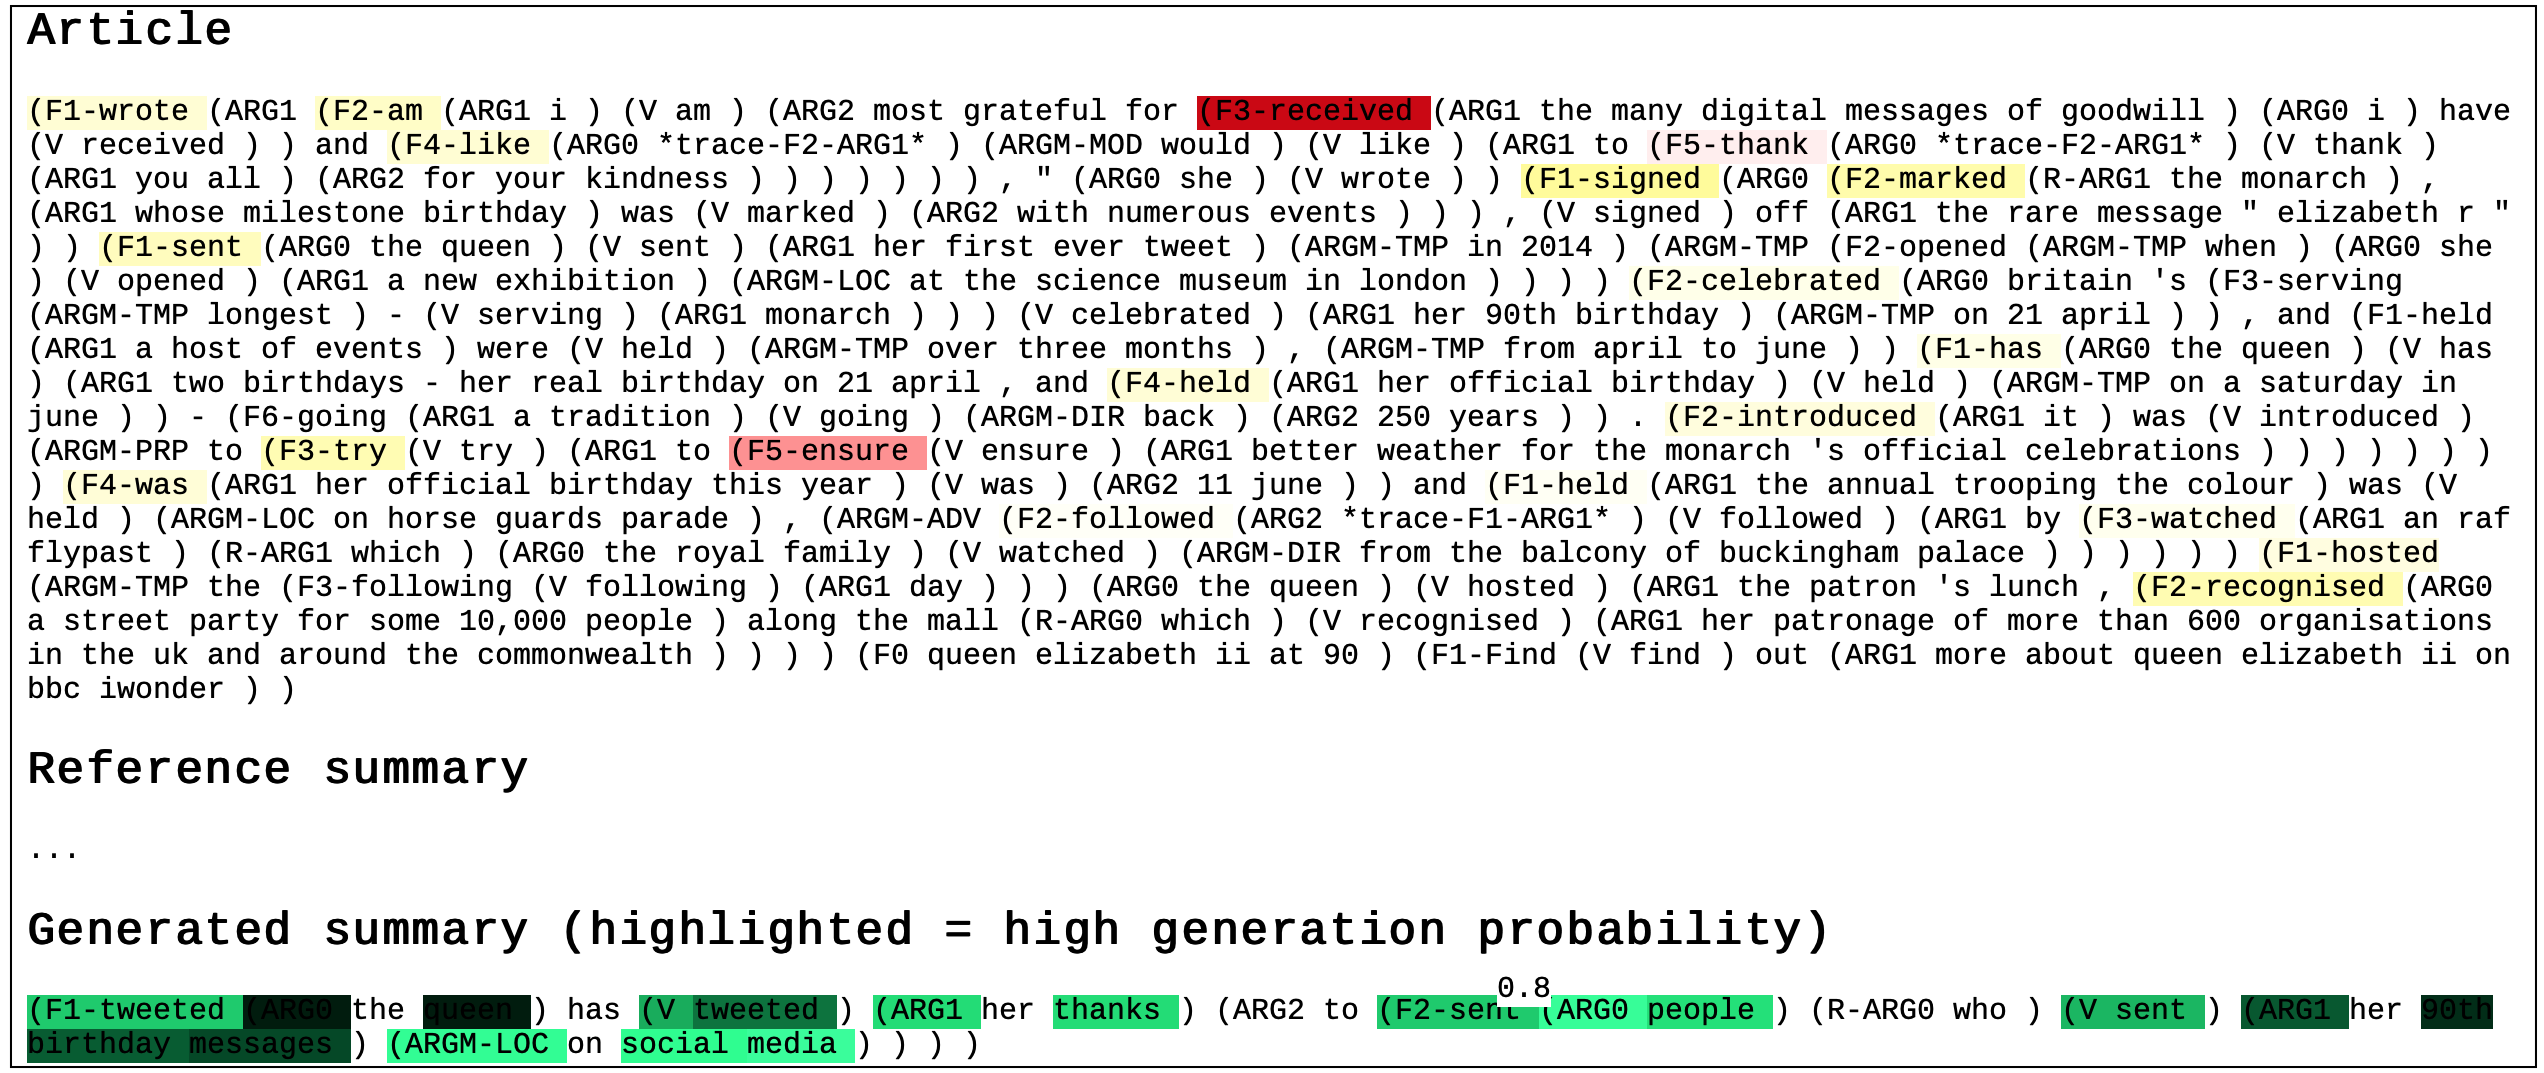 Article
(F1-wrote (ARG1 (F2-am (ARG1 i ) (V am ) (ARG2 most grateful for (F3-received (ARG1 the many digital messages of goodwill ) (ARG0 i ) have
(V received ) ) and (F4-like (ARG0 *trace-F2-ARG1* ) (ARGM-MOD would ) (V like ) (ARG1 to (F5-thank (ARG0 *trace-F2-ARG1* ) (V thank )
(ARG1 you all ) (ARG2 for your kindness ) ) ) ) ) ) ) , " (ARG0 she ) (V wrote ) ) (F1-signed (ARG0 (F2-marked (R-ARG1 the monarch ) ,
(ARG1 whose milestone birthday ) was (V marked ) (ARG2 with numerous events ) ) ) , (V signed ) off (ARG1 the rare message " elizabeth r "
) ) (F1-sent (ARG0 the queen ) (V sent ) (ARG1 her first ever tweet ) (ARGM-TMP in 2014 ) (ARGM-TMP (F2-opened (ARGM-TMP when ) (ARG0 she
) (V opened ) (ARG1 a new exhibition ) (ARGM-LOC at the science museum in london ) ) ) ) (F2-celebrated (ARG0 britain 's (F3-serving
(ARGM-TMP longest ) - (V serving ) (ARG1 monarch ) ) ) (V celebrated ) (ARG1 her 90th birthday ) (ARGM-TMP on 21 april ) ) , and (F1-held
(ARG1 a host of events ) were (V held ) (ARGM-TMP over three months ) , (ARGM-TMP from april to june ) ) (F1-has (ARG0 the queen ) (V has
) (ARG1 two birthdays - her real birthday on 21 april , and (F4-held (ARG1 her official birthday ) (V held ) (ARGM-TMP on a saturday in
june ) ) - (F6-going (ARG1 a tradition ) (V going ) (ARGM-DIR back ) (ARG2 250 years ) ) . (F2-introduced (ARG1 it ) was (V introduced )
(ARGM-PRP to (F3-try (V try ) (ARG1 to (F5-ensure (V ensure ) (ARG1 better weather for the monarch 's official celebrations ) ) ) ) ) ) )
) (F4-was (ARG1 her official birthday this year ) (V was ) (ARG2 11 june ) ) and (F1-held (ARG1 the annual trooping the colour ) was (V
held ) (ARGM-LOC on horse guards parade ) , (ARGM-ADV (F2-followed (ARG2 *trace-F1-ARG1* ) (V followed ) (ARG1 by (F3-watched (ARG1 an raf
flypast ) (R-ARG1 which ) (ARG0 the royal family ) (V watched ) (ARGM-DIR from the balcony of buckingham palace ) ) ) ) ) ) (F1-hosted
(ARGM-TMP the (F3-following (V following ) (ARG1 day ) ) ) (ARG0 the queen ) (V hosted ) (ARG1 the patron 's lunch , (F2-recognised (ARG0
a street party for some 10,000 people ) along the mall (R-ARG0 which ) (V recognised ) (ARG1 her patronage of more than 600 organisations
in the uk and around the commonwealth ) ) ) ) (F0 queen elizabeth ii at 90 ) (F1-Find (V find ) out (ARG1 more about queen elizabeth ii on
bbc iwonder ) )
Reference summary
...
Generated summary (highlighted = high generation probability)
0.8
(F1-tweeted (ARG0 the queen ) has (V tweeted ) (ARG1 her thanks ) (ARG2 to (F2-sent (ARG0 people ) (R-ARG0 who ) (V sent ) (ARG1 her 90th
birthday messages ) (ARGM-LOC on social media ) ) ) )